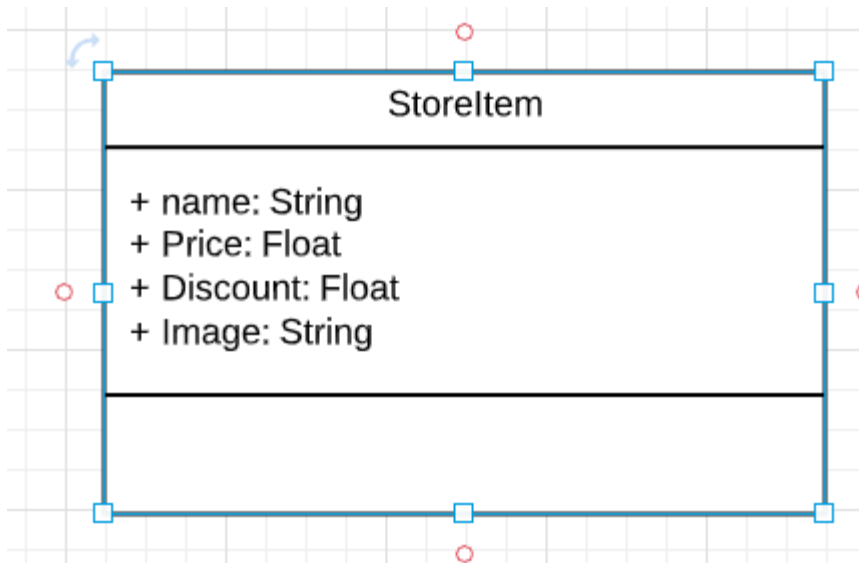 StoreItem
+ name: String
+ Price: Float
+ Discount: Float
+ Image: String